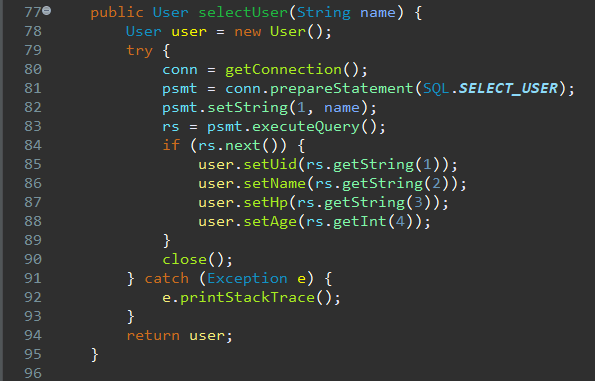 77 public User selectUser(String name) {
78 User user = new User();
79 try {
80 conn = getConnection();
81 psmt = conn.prepareStatement(SQL.SELECT_USER);
82 psmt.setString(1, name);
83 rs = psmt.executeQuery();
84 if (rs.next()) {
85 user.setUid(rs.getString(1));
86 user.setName(rs.getString(2));
87 user.setHp(rs.getString(3));
88 user.setAge(rs.getInt(4));
89 }
90 close();
91 } catch (Exception e) {
92 e.printStackTrace();
93 }
94 return user;
95 }
96